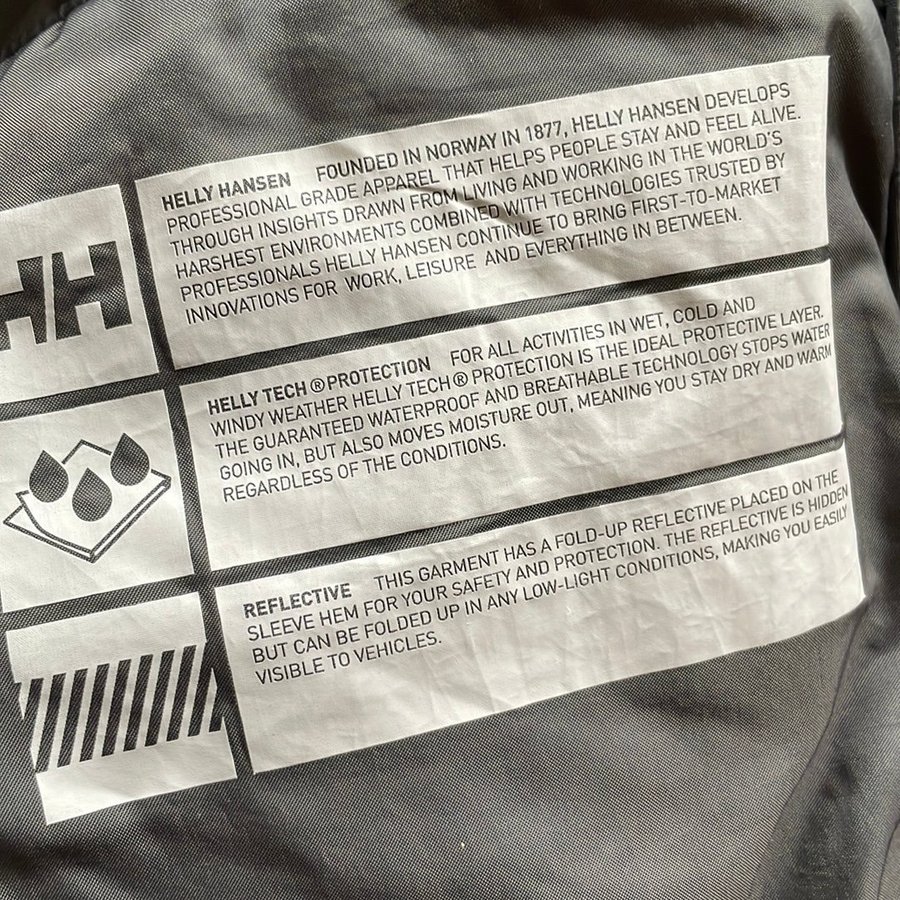 HELLY HANSEN FOUNDED IN NORWAY IN 1877, HELLY HANSEN DEVELOPS
PROFESSIONAL GRADE APPAREL THAT HELPS PEOPLE STAY AND FEEL ALIVE.
THROUGH INSIGHTS DRAWN FROM LIVING AND WORKING IN THE WORLD'S
HARSHEST ENVIRONMENTS COMBINED WITH TECHNOLOGIES TRUSTED BY
PROFESSIONALS HELLY HANSEN CONTINUE TO BRING FIRST-TO-MARKET
INNOVATIONS FOR WORK, LEISURE AND EVERYTHING IN BETWEEN.
HH
HELLY TECH ® PROTECTION FOR ALL ACTIVITIES IN WET, COLD AND
WINDY WEATHER HELLY TECH ® PROTECTION IS THE IDEAL PROTECTIVE LAYER.
THE GUARANTEED WATERPROOF AND BREATHABLE TECHNOLOGY STOPS WATER
GOING IN, BUT ALSO MOVES MOISTURE OUT, MEANING YOU STAY DRY AND WARM
REGARDLESS OF THE CONDITIONS.
REFLECTIVE THIS GARMENT HAS A FOLD-UP REFLECTIVE PLACED ON THE
SLEEVE HEM FOR YOUR SAFETY AND PROTECTION. THE REFLECTIVE IS HIDDEN
BUT CAN BE FOLDED UP IN ANY LOW-LIGHT CONDITIONS, MAKING YOU EASILY
VISIBLE TO VEHICLES.